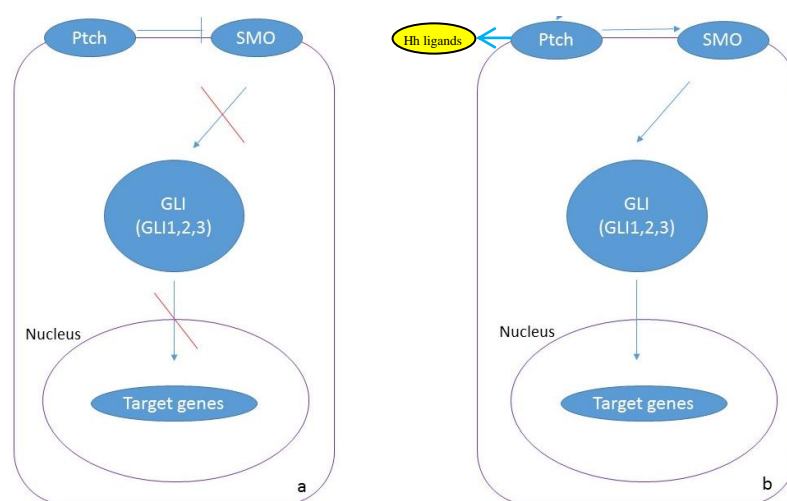 Ptch
SMO
GLI
(GLI1,2,3)
Nucleus
Target genes
a
Hh ligands
Ptch
SMO
GLI
(GLI1,2,3)
Nucleus
Target genes
b